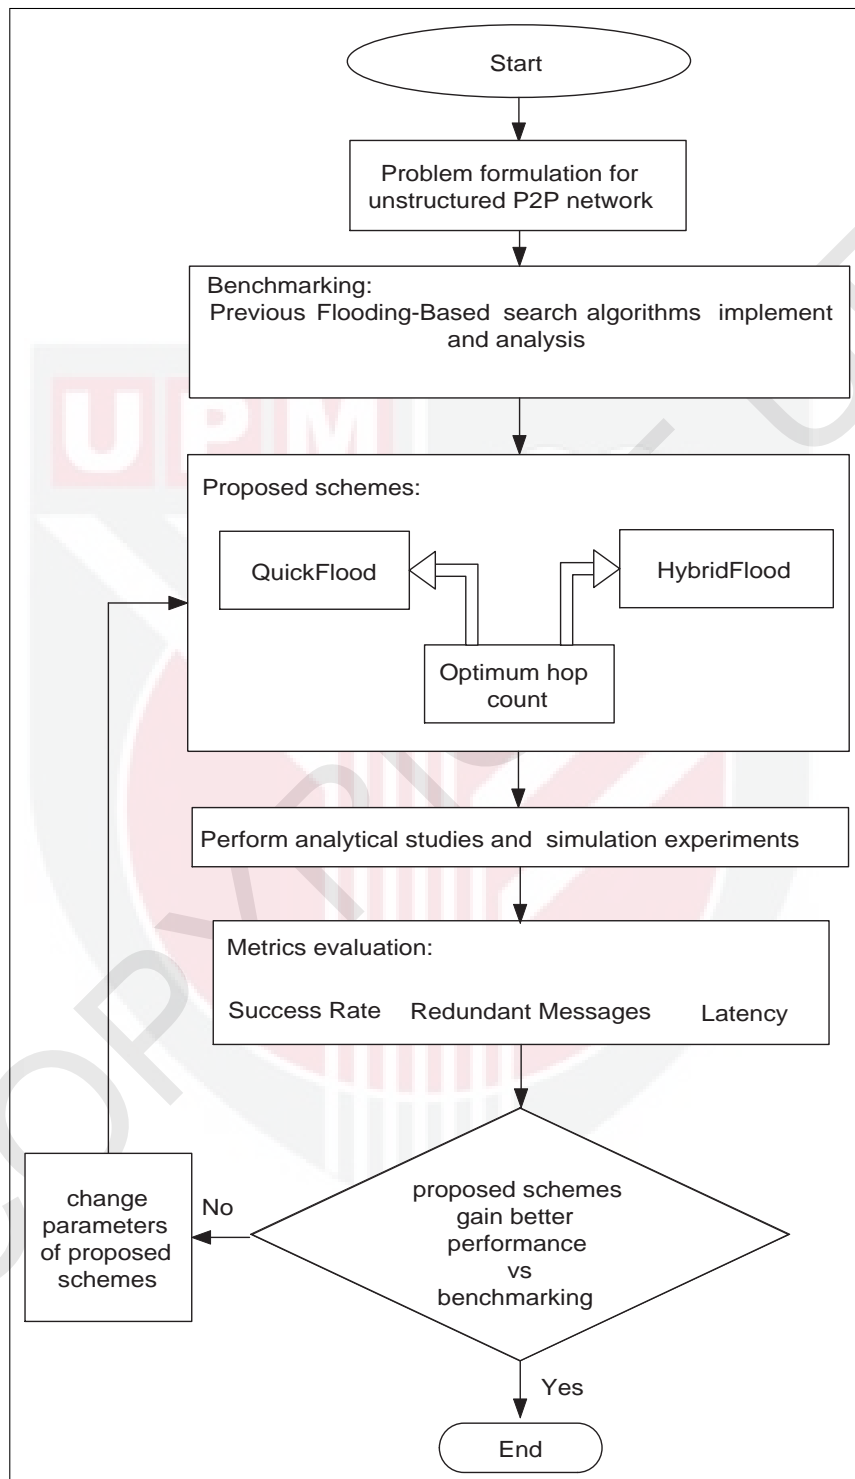 Start
Problem formulation for
unstructured P2P network
Benchmarking:
Previous Flooding-Based search algorithms implement
and analysis
UPM
Proposed schemes:
QuickFlood
HybridFlood
Optimum hop
count
Perform analytical studies and simulation experiments
Metrics evaluation:
Success Rate Redundant Messages Latency
proposed schemes
gain better
performance
vs
benchmarking
No
change
parameters
of proposed
schemes
Yes
End